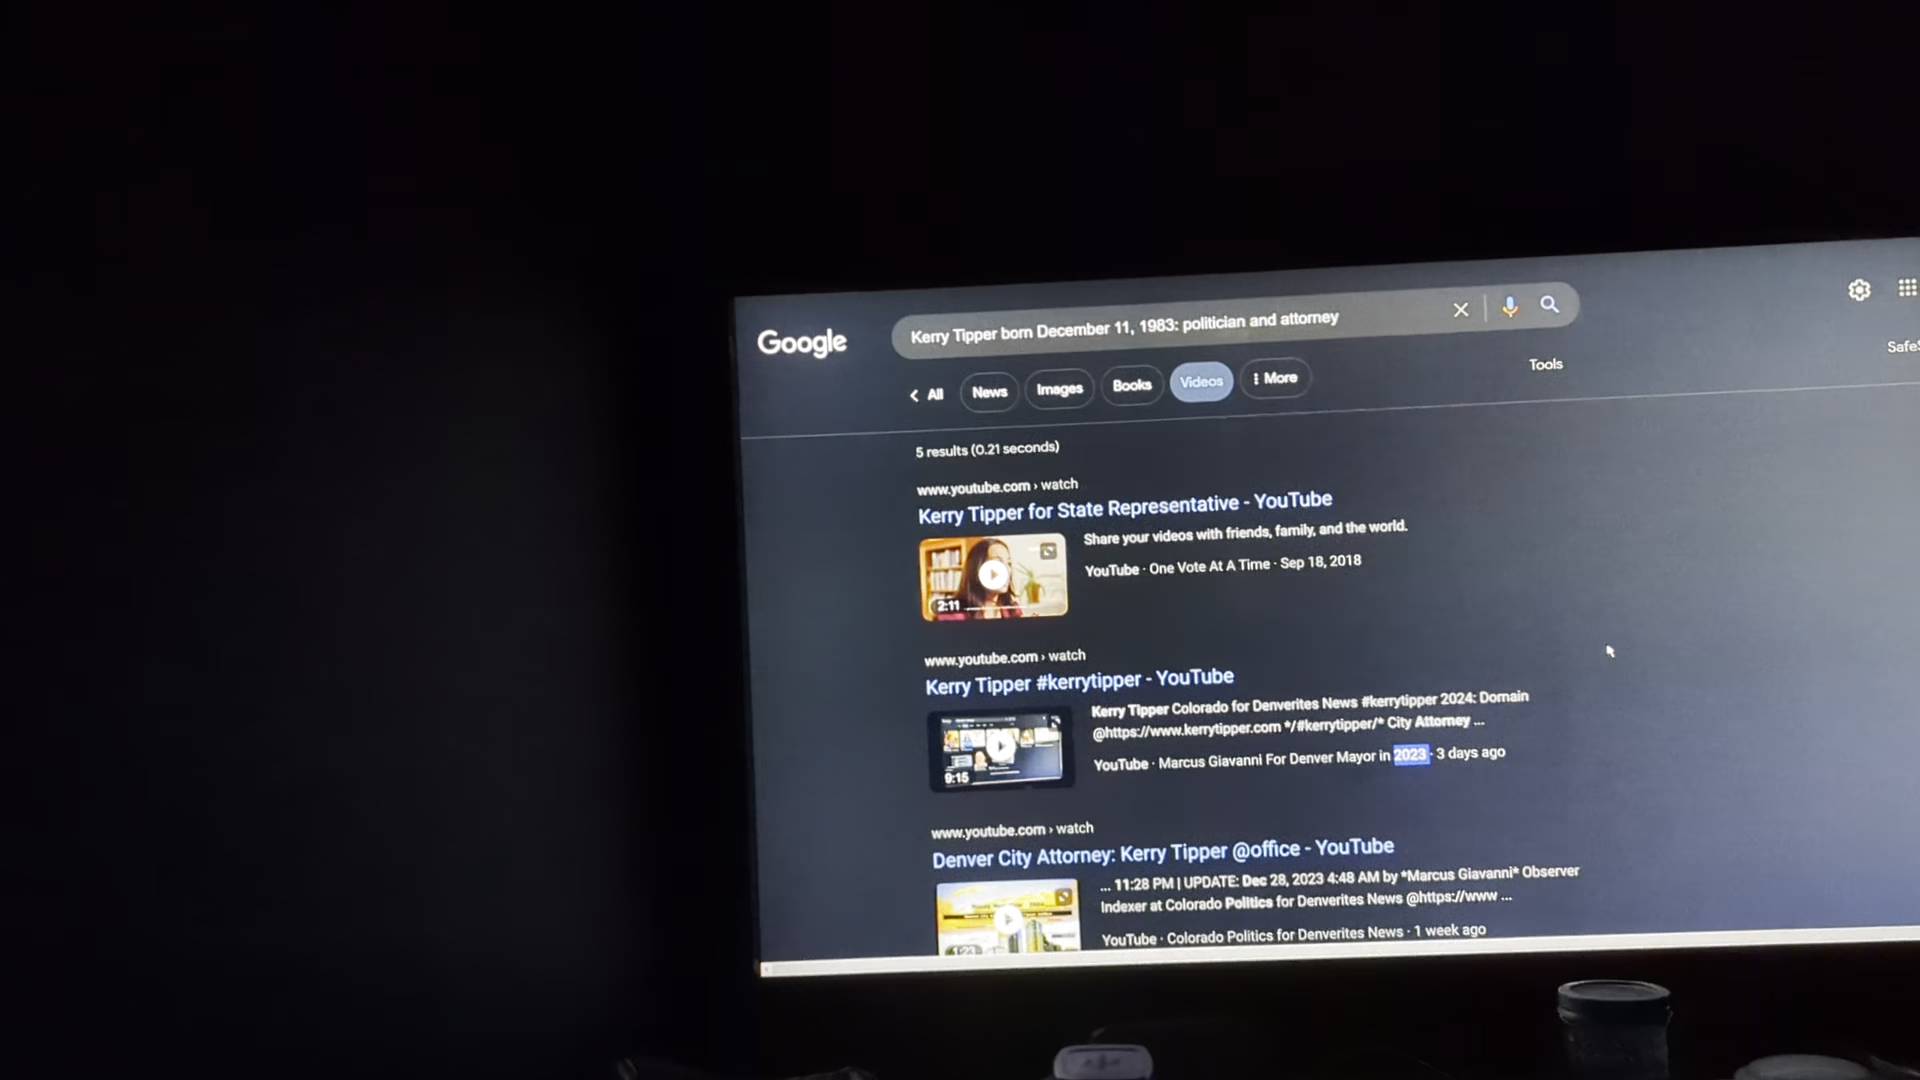 Google
Kerry Tipper born December 11, 1983: politician and attorney
All
News
Images
Books
Videos
More
Tools
5 results (0.21 seconds)
www.youtube.com › watch
Kerry Tipper for State Representative - YouTube
2:11
Share your videos with friends, family, and the world.
YouTube · One Vote At A Time · Sep 18, 2018
www.youtube.com › watch
Kerry Tipper #kerrytipper - YouTube
9:15
Kerry Tipper Colorado for Denverites News #kerrytipper 2024: Domain
@https://www.kerrytipper.com */#kerrytipper/* City Attorney ...
YouTube · Marcus Giavanni For Denver Mayor in 2023 · 3 days ago
www.youtube.com › watch
Denver City Attorney: Kerry Tipper @office - YouTube
1:23
... 11:28 PM | UPDATE: Dec 28, 2023 4:48 AM by *Marcus Giavanni* Observer
Indexer at Colorado Politics for Denverites News @https://www ...
YouTube · Colorado Politics for Denverites News · 1 week ago